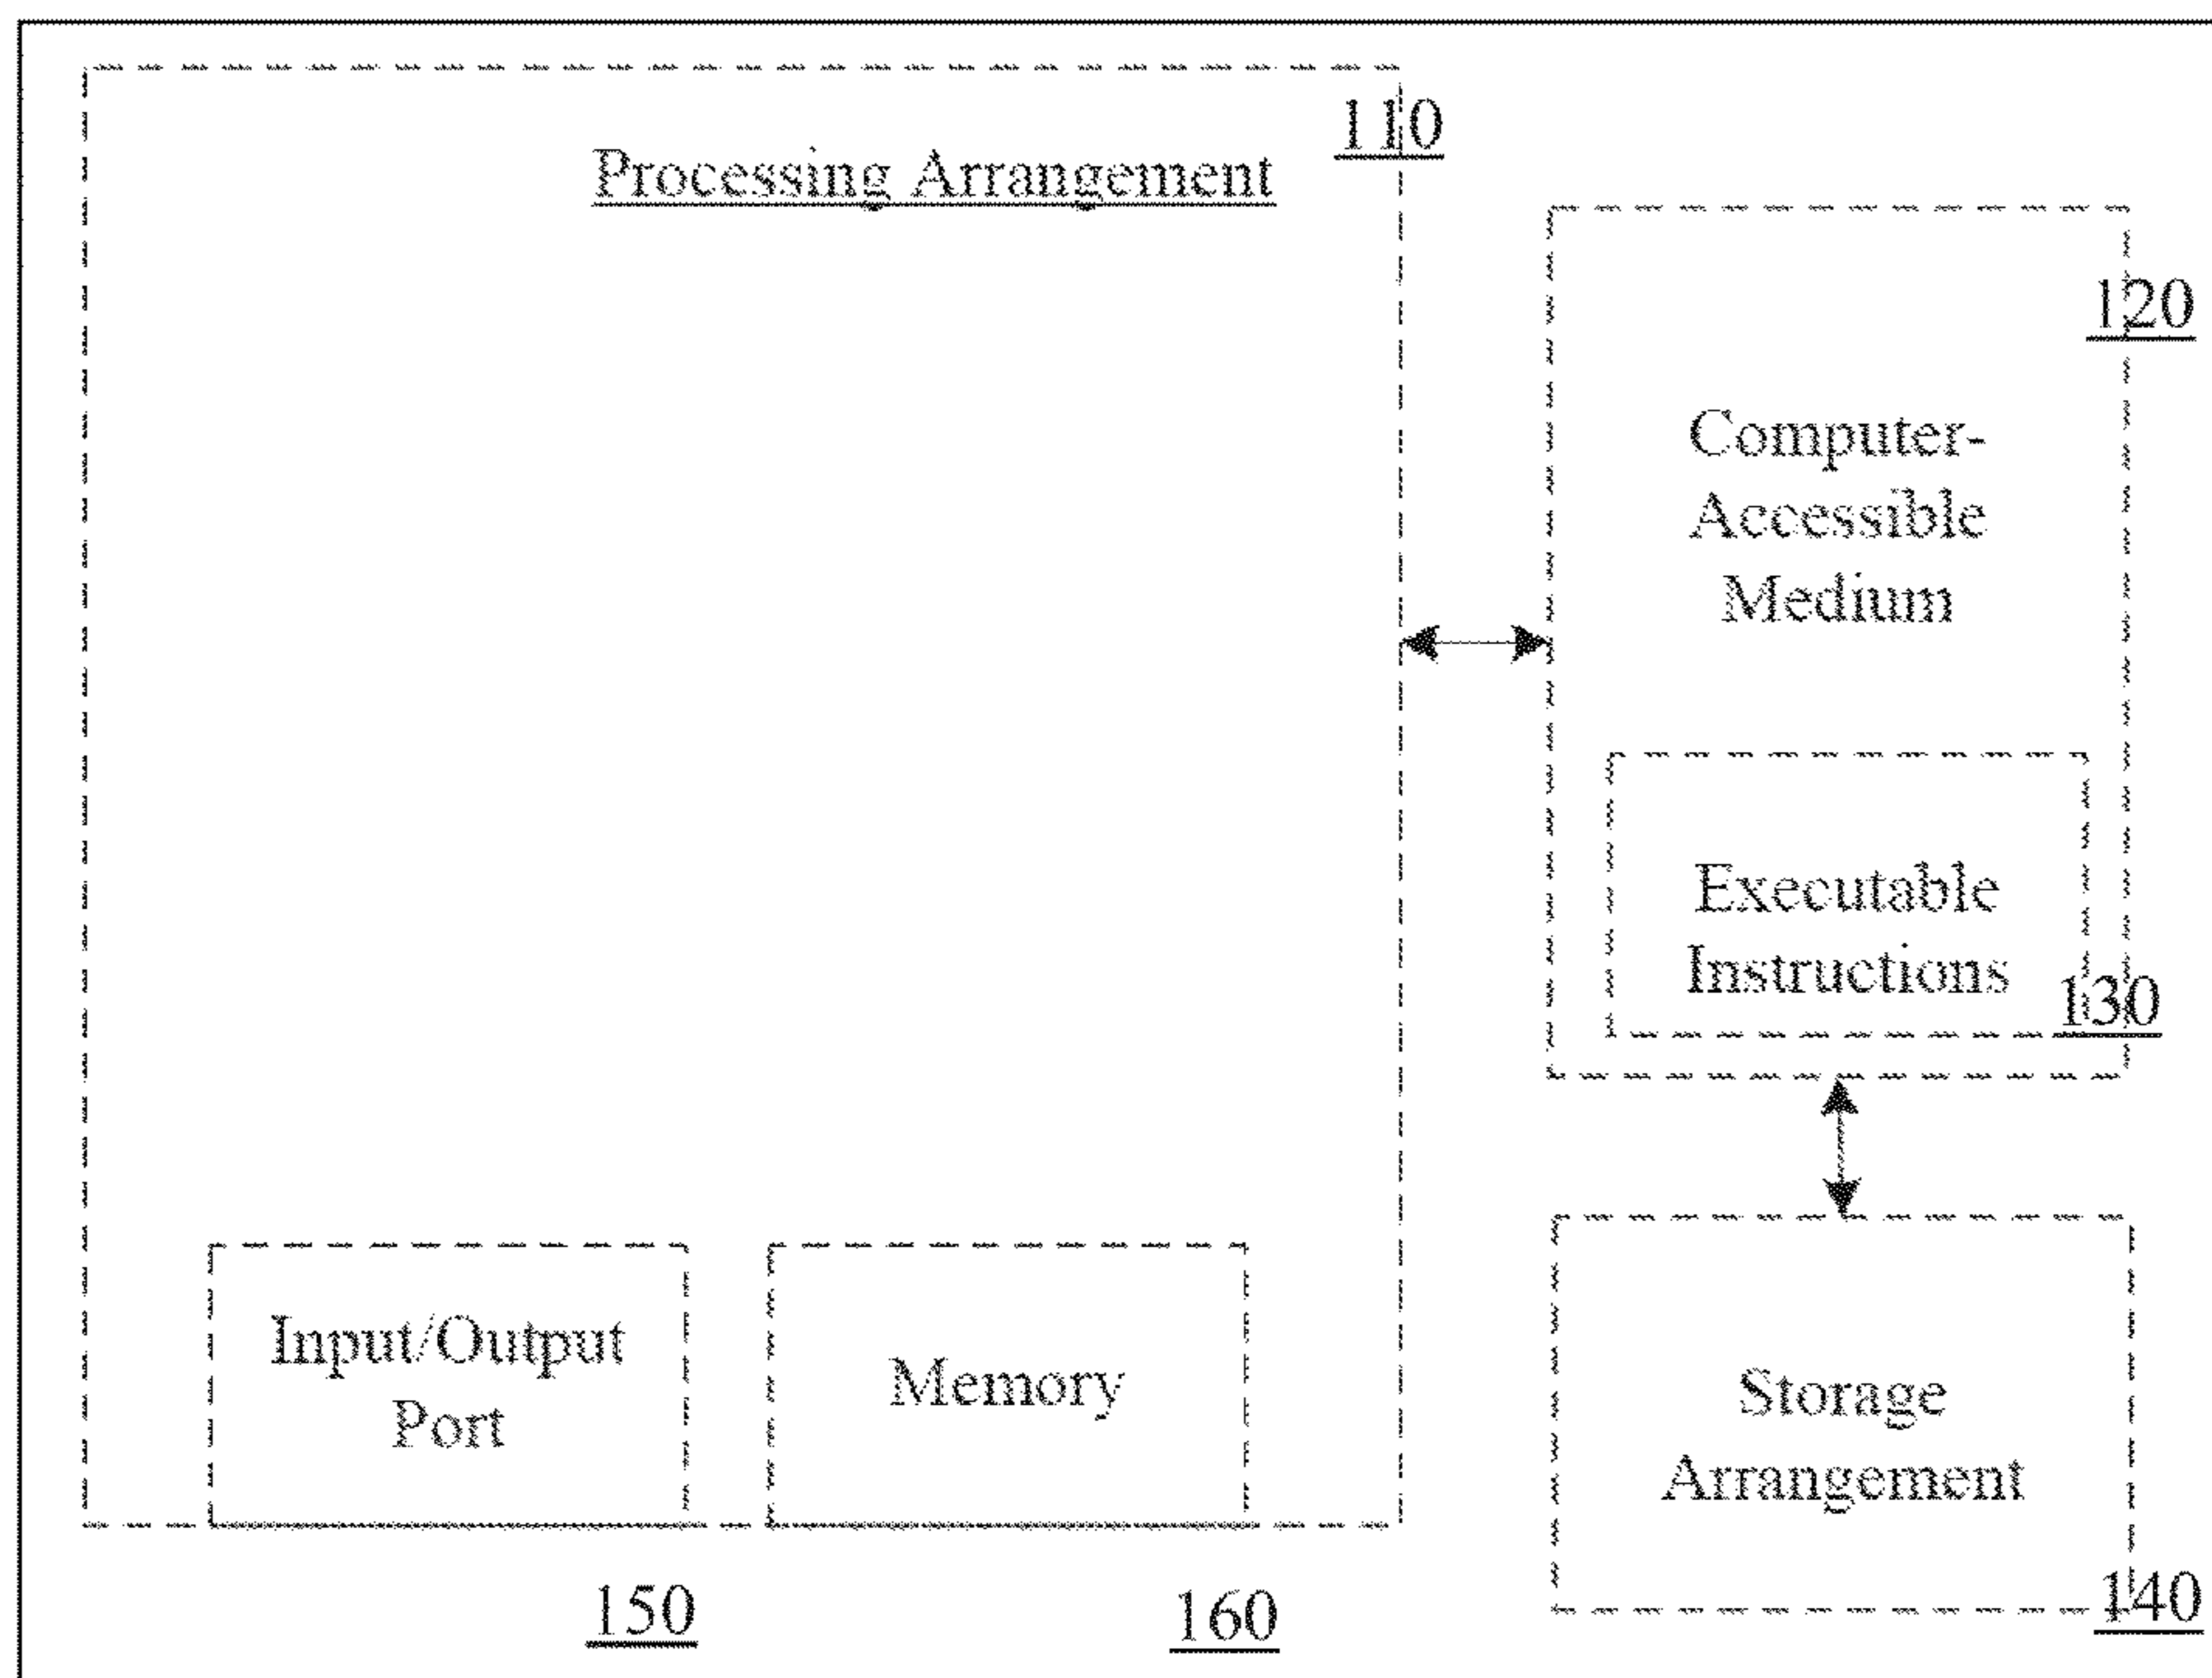 110
Processing Arrangement
120
Computer-
Accessible
Medium
Executable
Instructions
130
Input/Output
Port
150
Memory
160
Storage
Arrangement
140